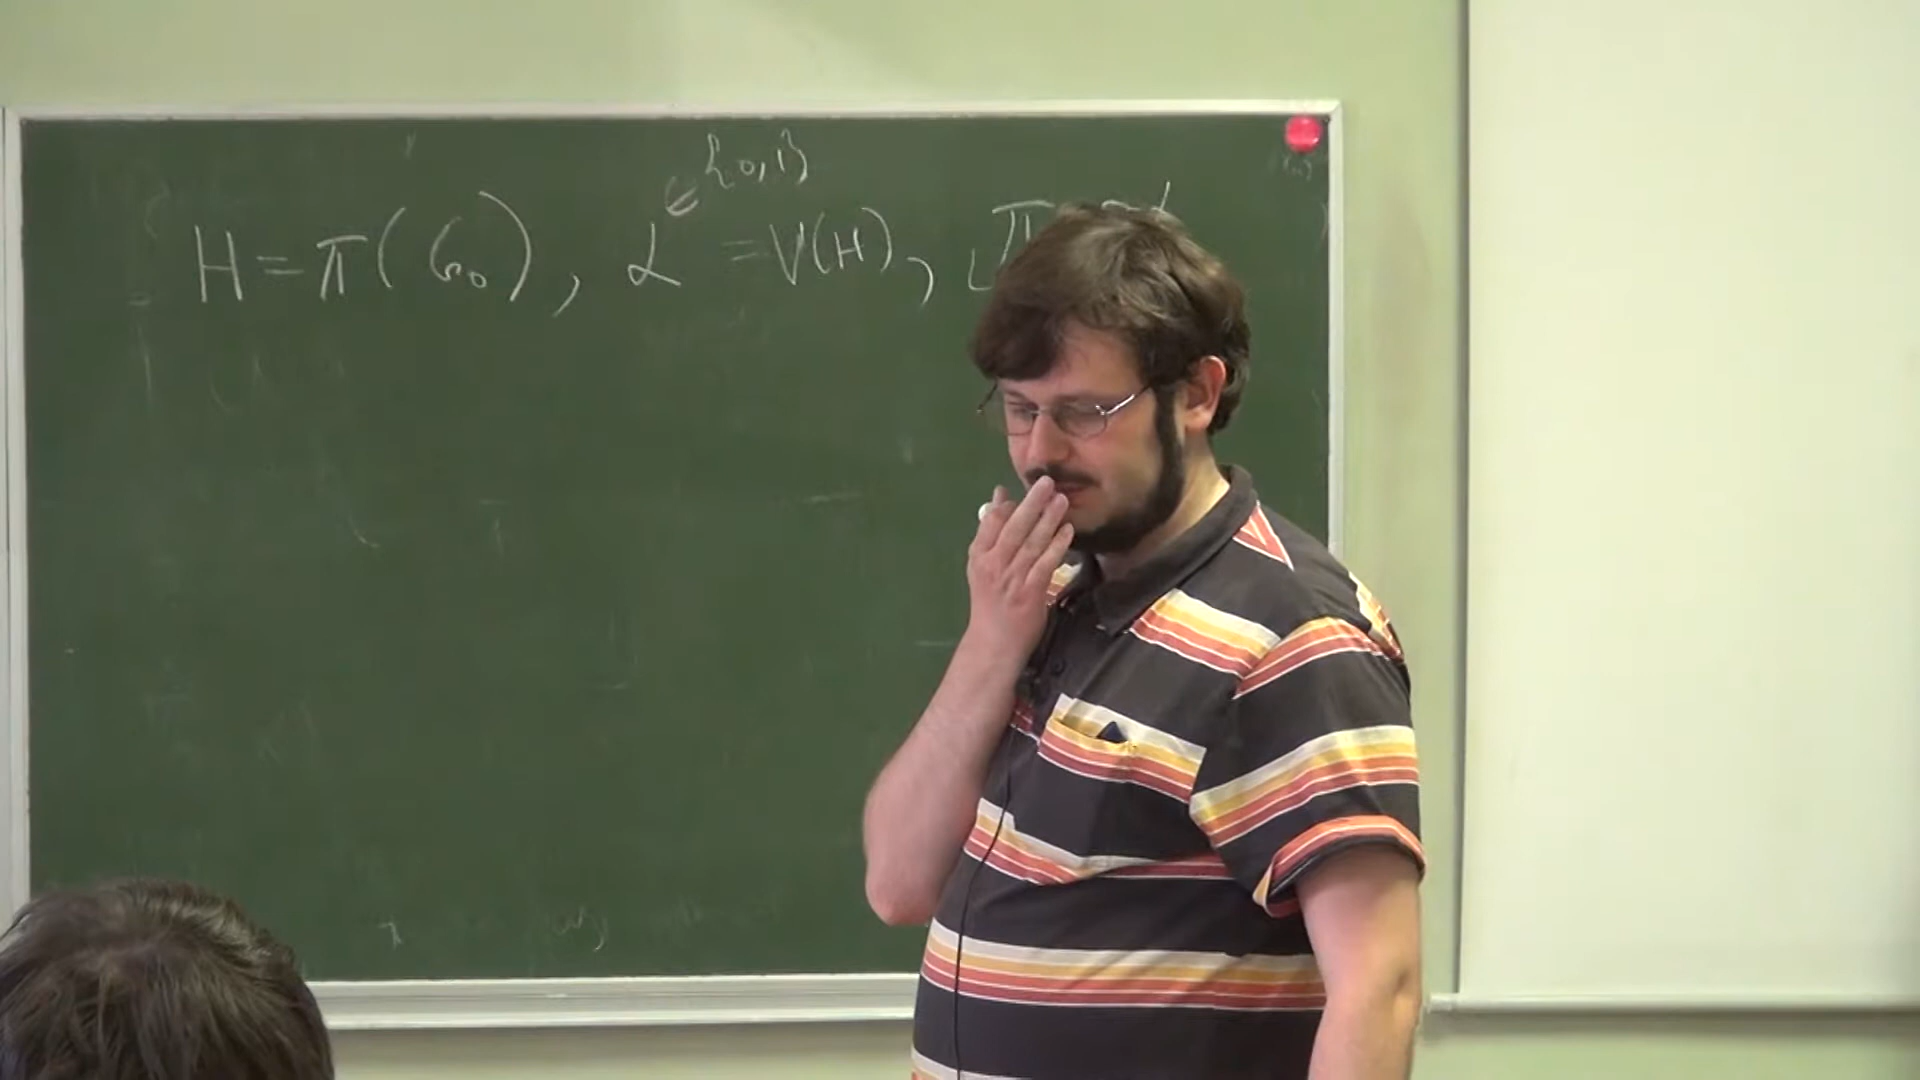 ∈ {0,1}
H = π(G₀), α = V(H), π